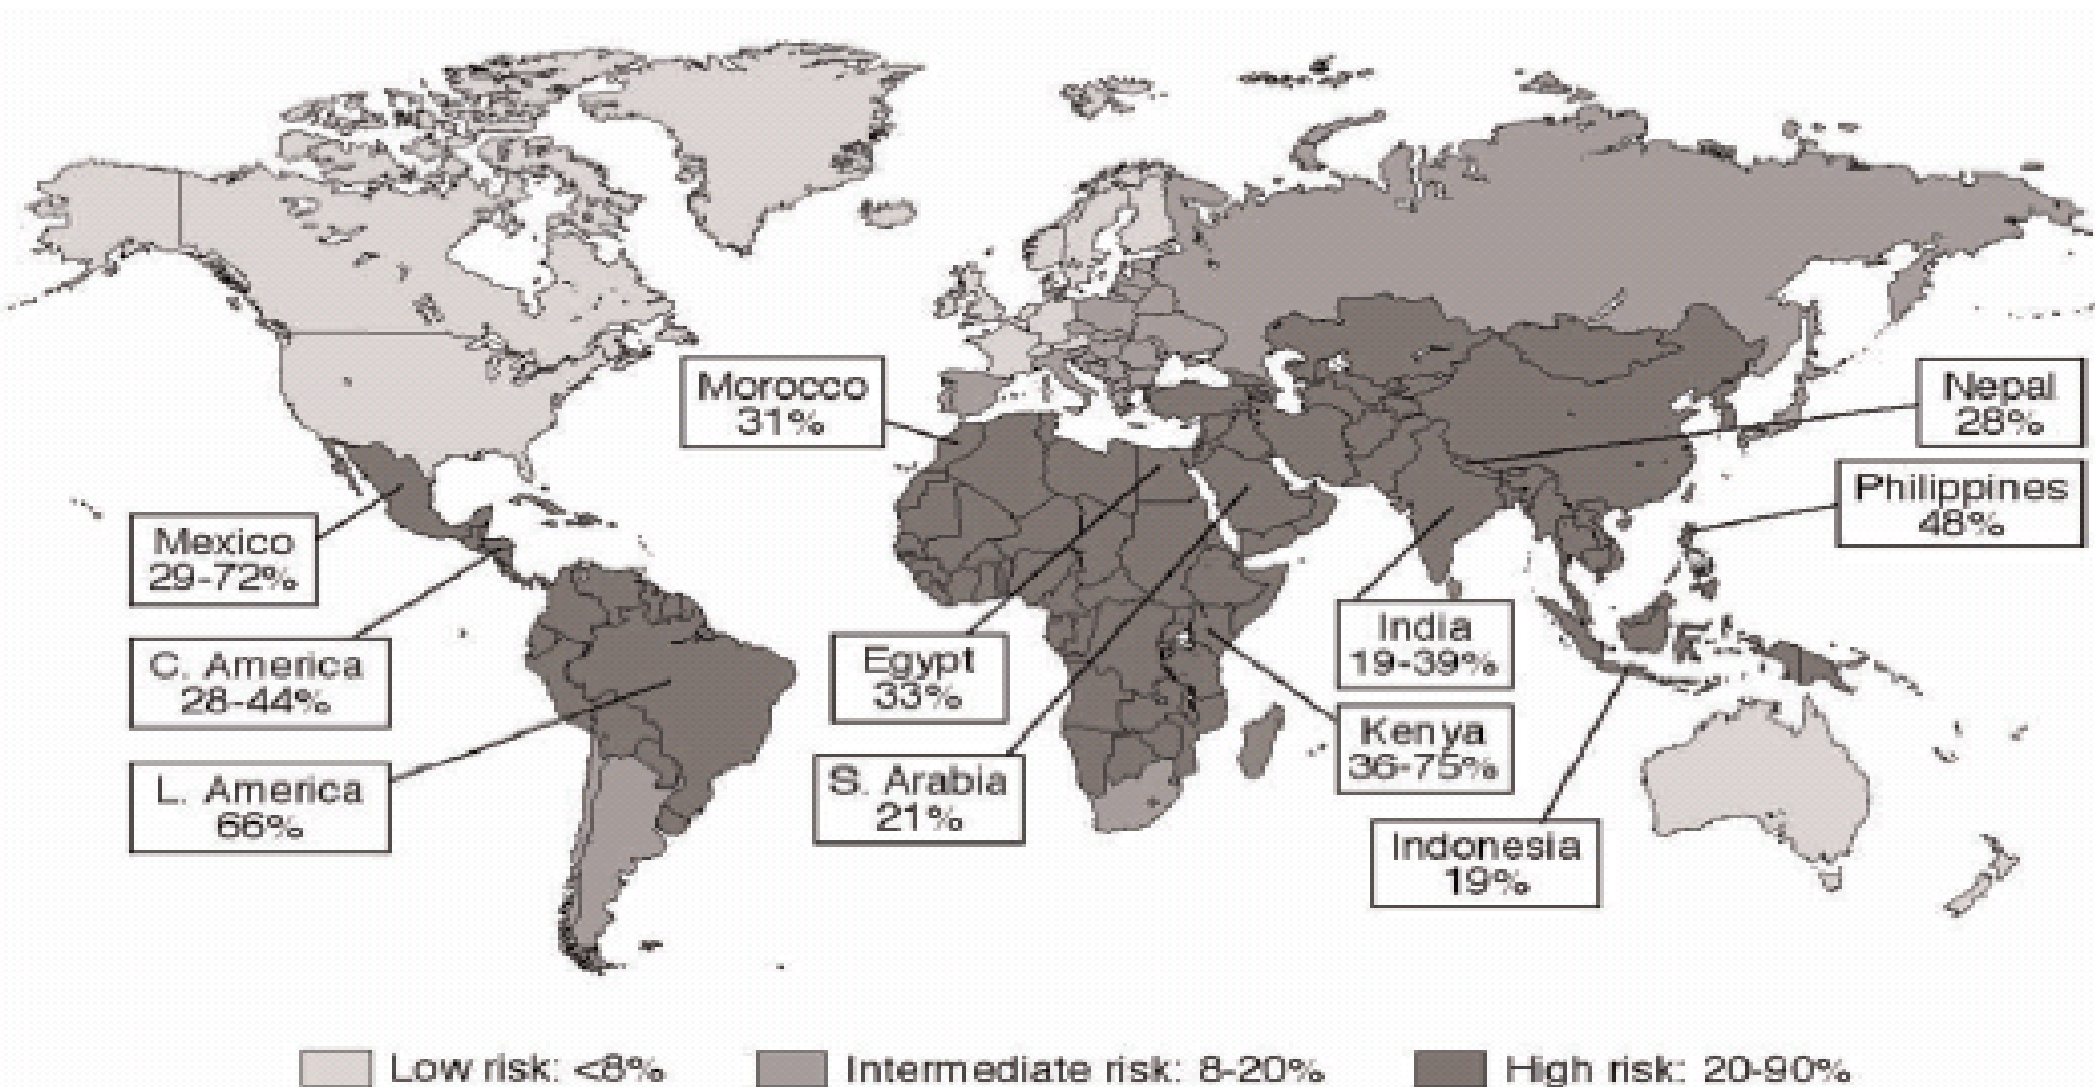 Morocco
31%
Nepal
28%
Philippines
48%
Mexico
29-72%
C. America
28-44%
L. America
66%
Egypt
33%
S. Arabia
21%
India
19-39%
Kenya
36-75%
Indonesia
19%
Low risk: <8%
Intermediate risk: 8-20%
High risk: 20-90%